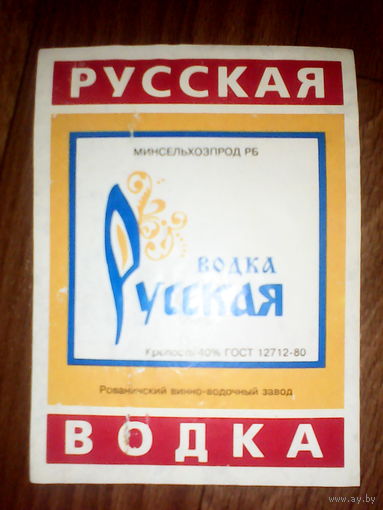 РУССКАЯ
МИНСЕЛЬХОЗПРОД РБ
ВОДКА
Русская
Крепость 40% ГОСТ 12712-80
Рованичский винно-водочный завод
ВОДКА
www.ay.by